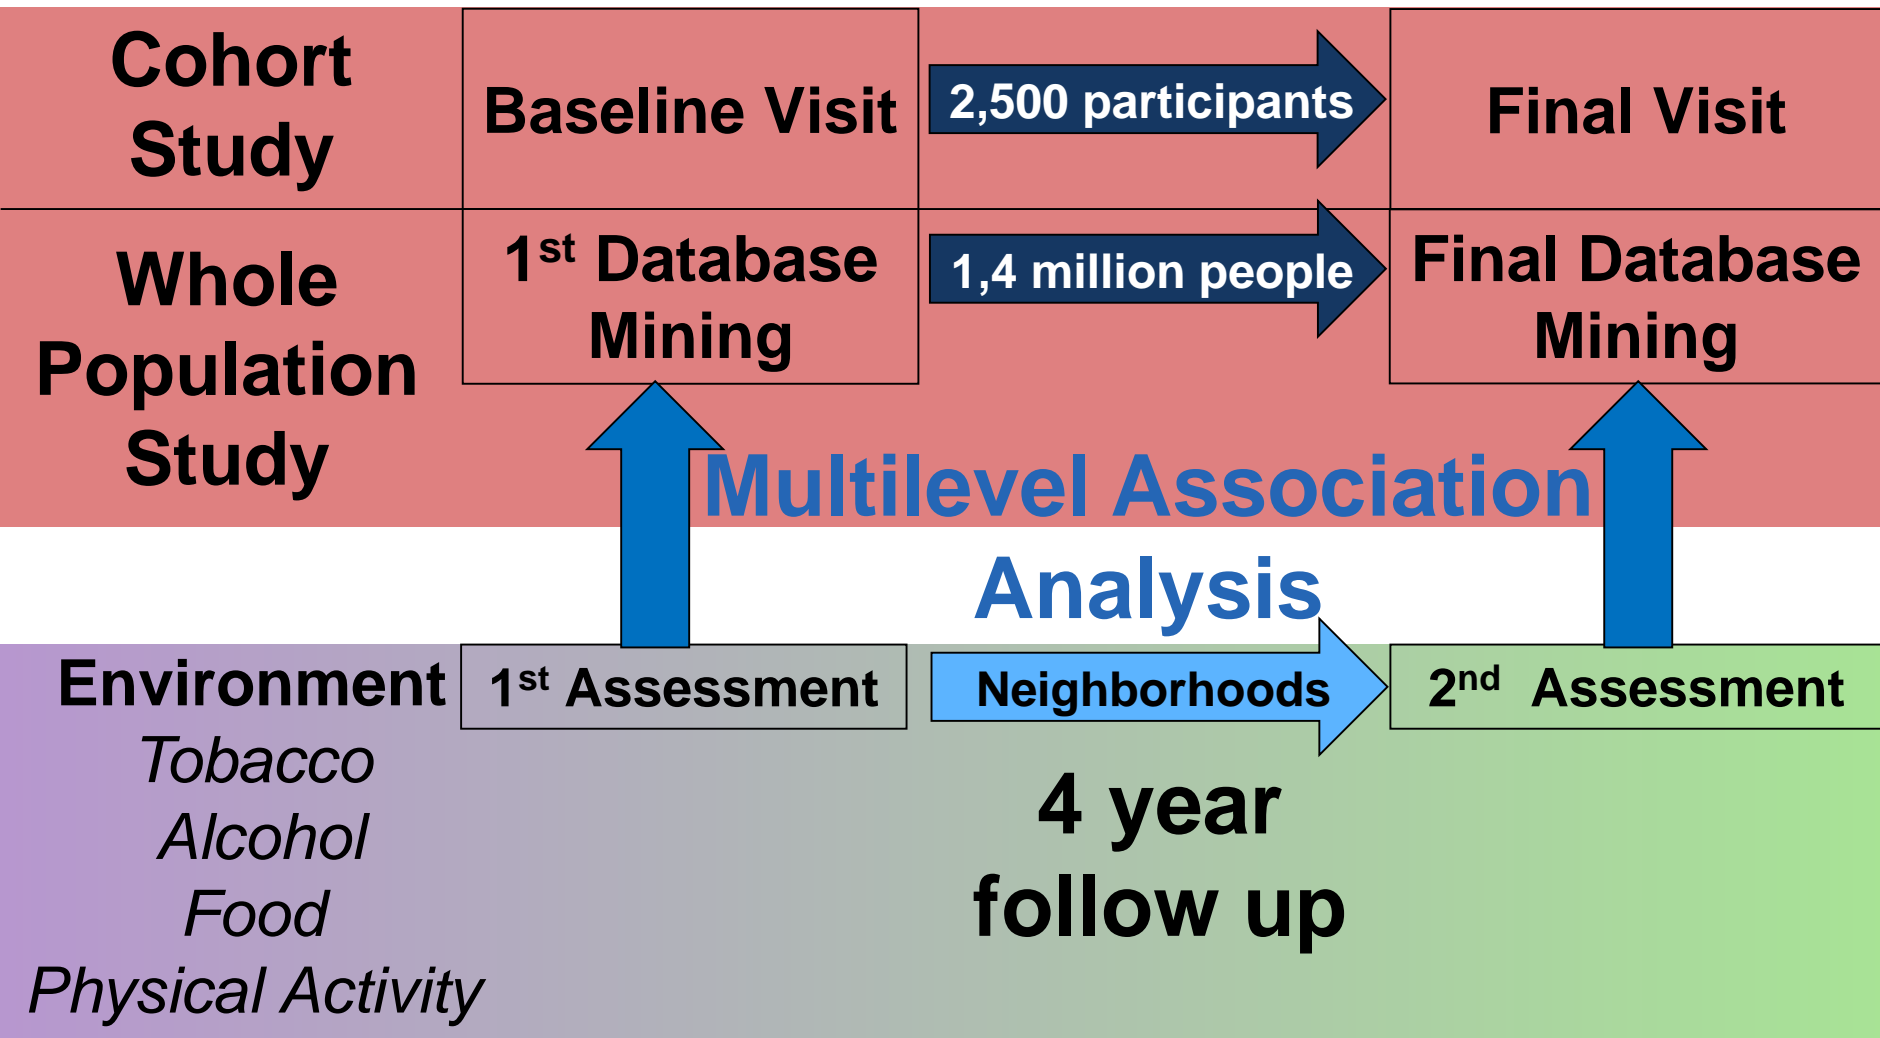 Cohort
Study
Baseline Visit
2,500 participants
Final Visit
Whole
Population
Study
1st Database
Mining
1,4 million people
Final Database
Mining
Multilevel Association
Analysis
Environment
Tobacco
Alcohol
Food
Physical Activity
1st Assessment
Neighborhoods
2nd Assessment
4 year
follow up